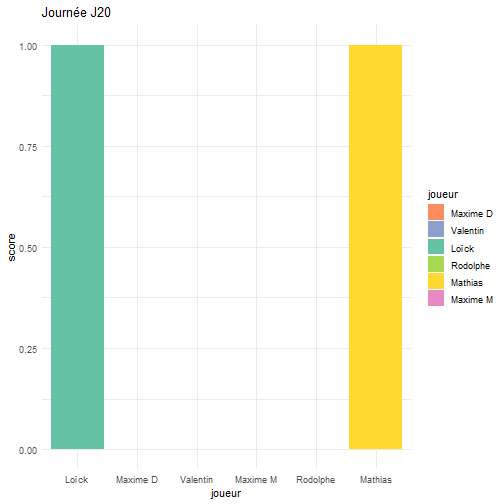 Journée J20
score
1.00
0.75
0.50
0.25
0.00
Loïck Maxime D Valentin Maxime M Rodolphe Mathias
joueur
joueur
Maxime D
Valentin
Loïck
Rodolphe
Mathias
Maxime M